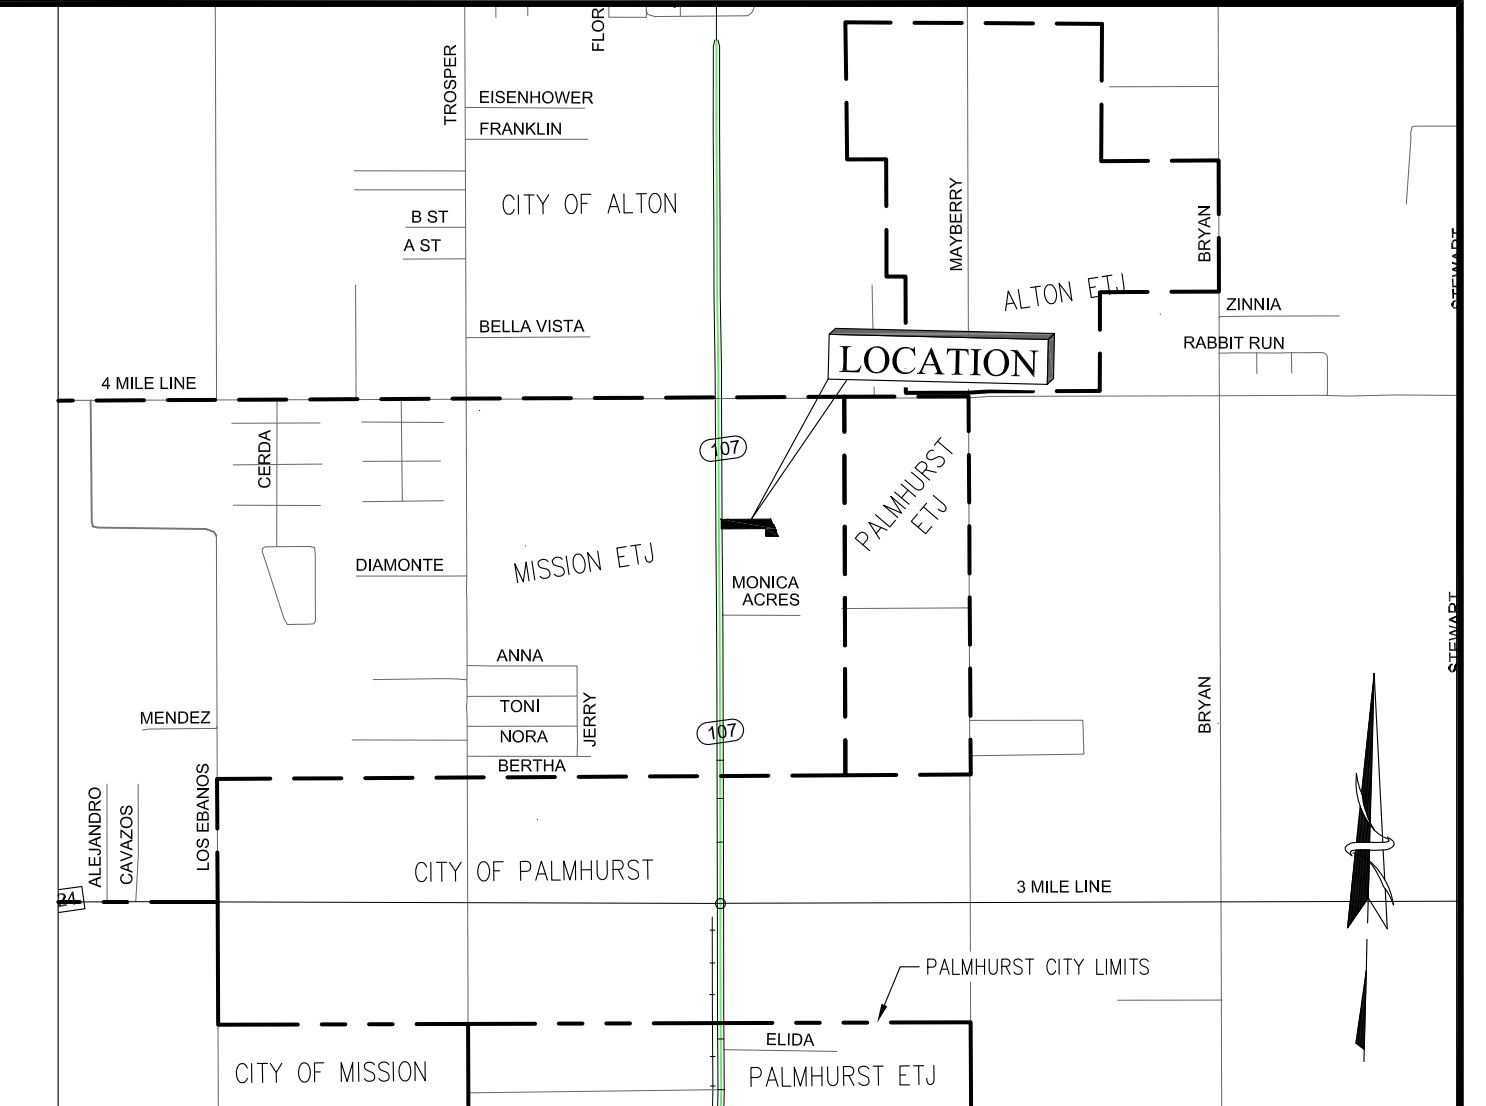 FLOR
TROSPER
EISENHOWER
FRANKLIN
CITY OF ALTON
B ST
A ST
MAYBERRY
BRYAN
STEWART
ALTON ETJ
ZINNIA
BELLA VISTA
RABBIT RUN
LOCATION
4 MILE LINE
CERDA
107
PALMHURST
ETJ
MISSION ETJ
DIAMONTE
MONICA
ACRES
STEWART
ANNA
TONI
JERRY
NORA
BERTHA
MENDEZ
107
BRYAN
LOS EBANOS
ALEJANDRO
CAVAZOS
CITY OF PALMHURST
3 MILE LINE
PALMHURST CITY LIMITS
ELIDA
CITY OF MISSION
PALMHURST ETJ